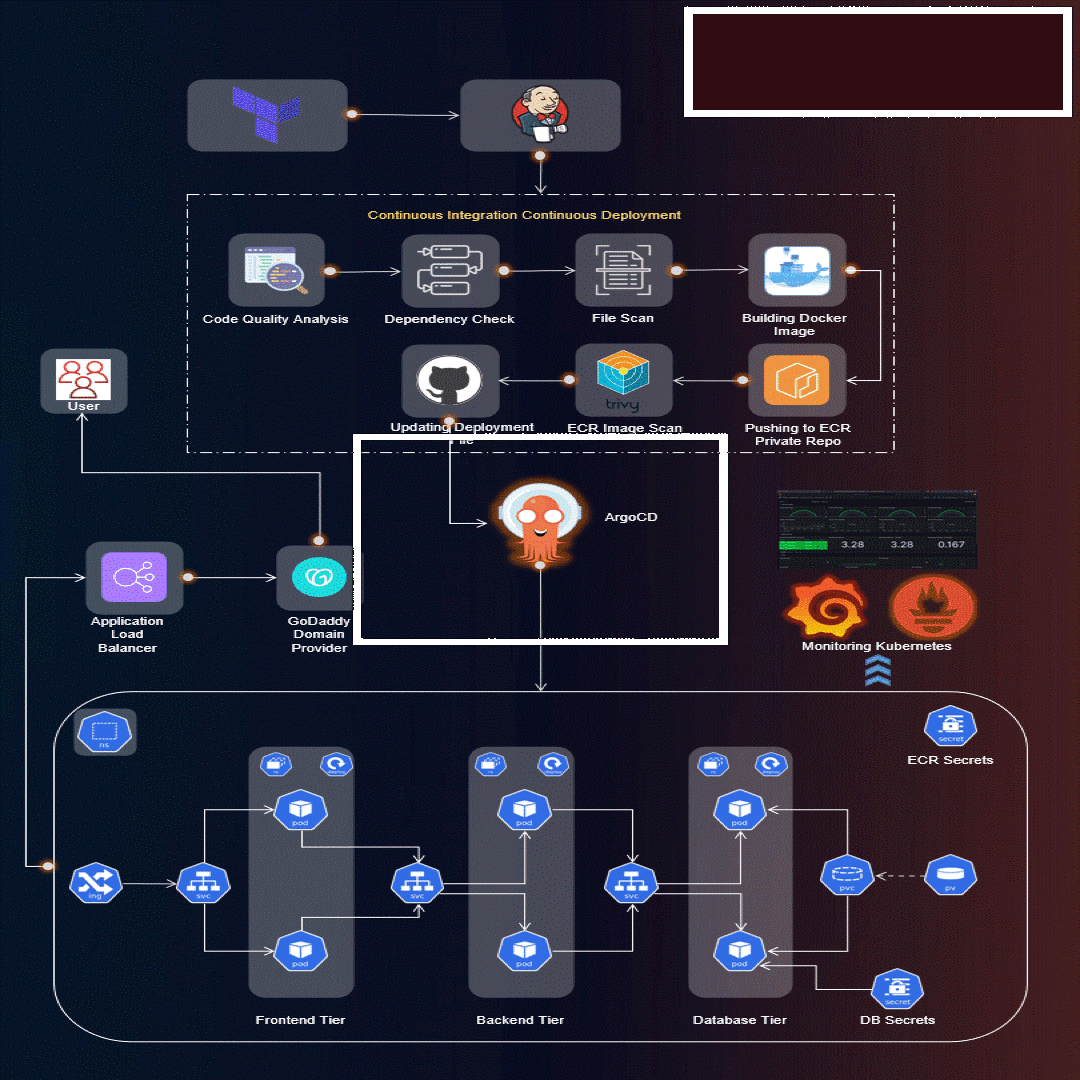 Continuous Integration Continuous Deployment
Code Quality Analysis
Dependency Check
File Scan
Building Docker
Image
trivy
Updating Deployment
File
ECR Image Scan
Pushing to ECR
Private Repo
User
ArgoCD
3.28
3.28
0.167
Application
Load
Balancer
GoDaddy
Domain
Provider
Monitoring Kubernetes
ns
secret
ECR Secrets
pod
pod
pod
ing
svc
svc
svc
pvc
pv
pod
pod
pod
secret
Frontend Tier
Backend Tier
Database Tier
DB Secrets